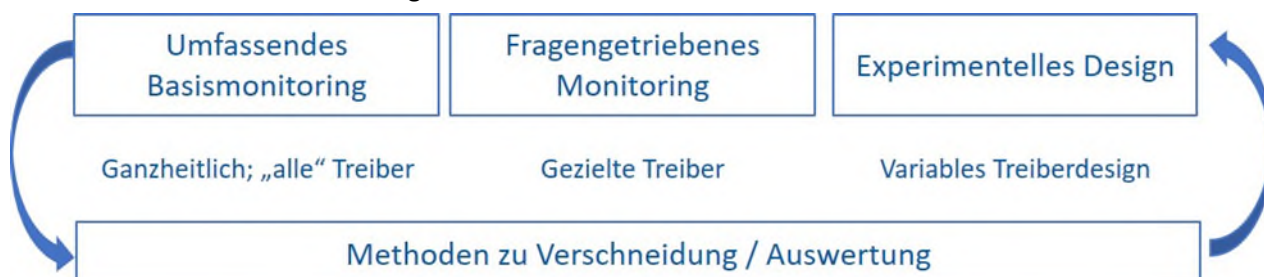 Umfassendes
Basismonitoring
Fragengetriebenes
Monitoring
Experimentelles Design
Ganzheitlich; „alle“ Treiber
Gezielte Treiber
Variables Treiberdesign
Methoden zu Verschneidung / Auswertung